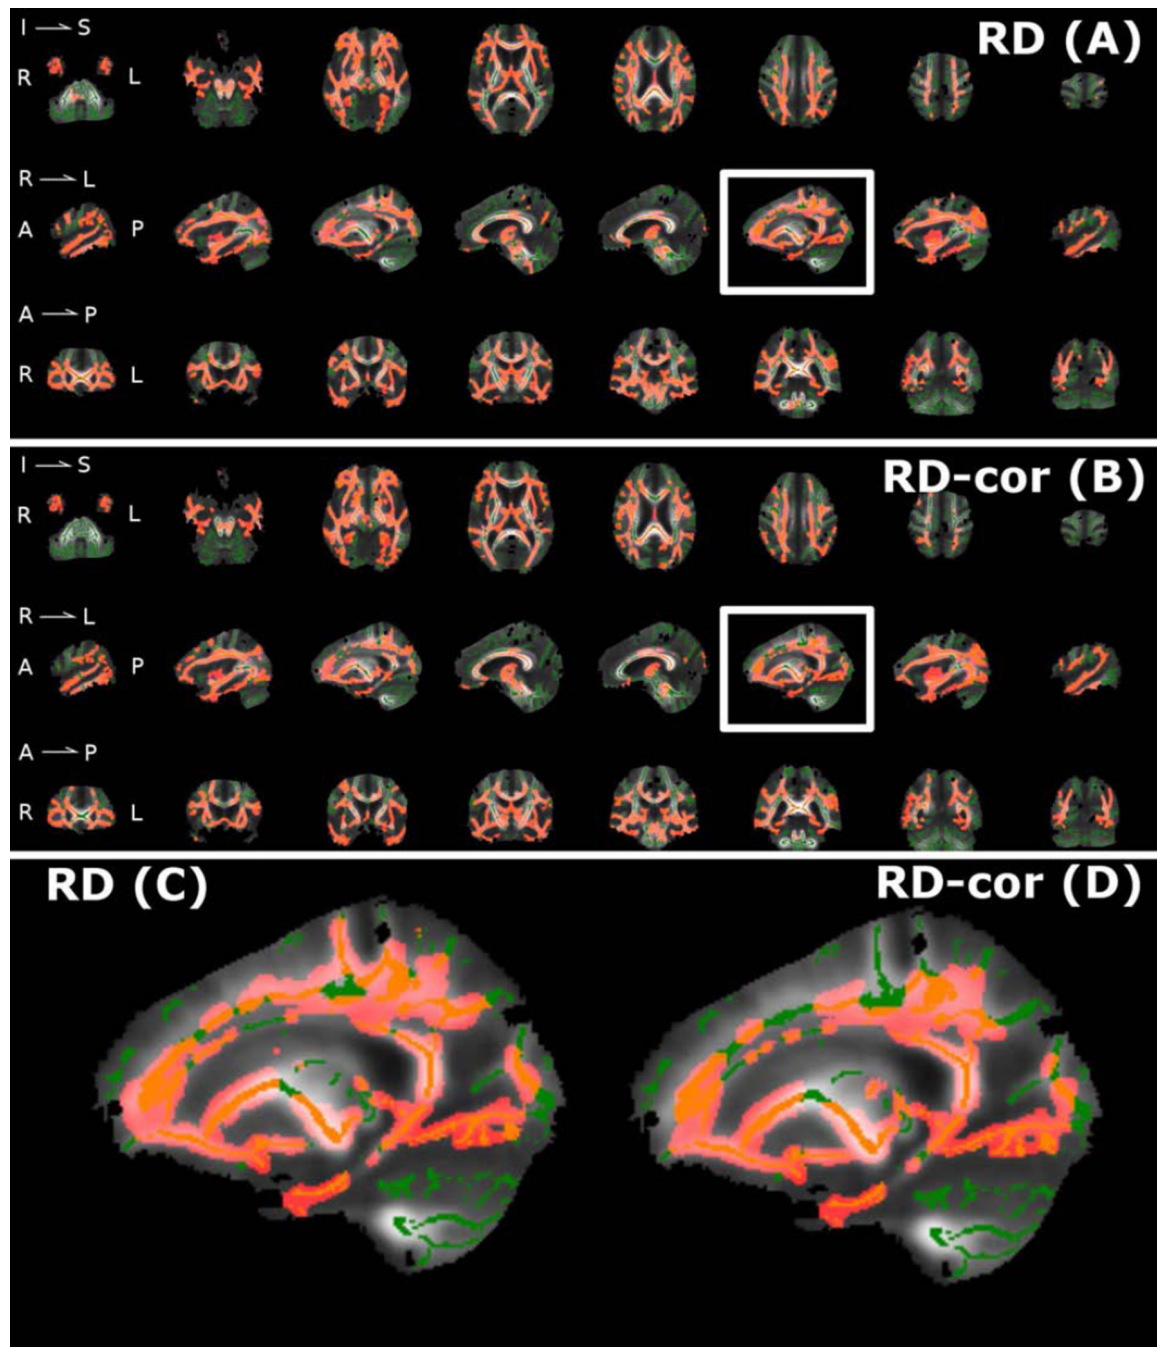 I → S
RD (A)
R L
R → L
A P
A → P
R L
I → S
RD-cor (B)
R L
R → L
A P
A → P
R L
RD (C)
RD-cor (D)